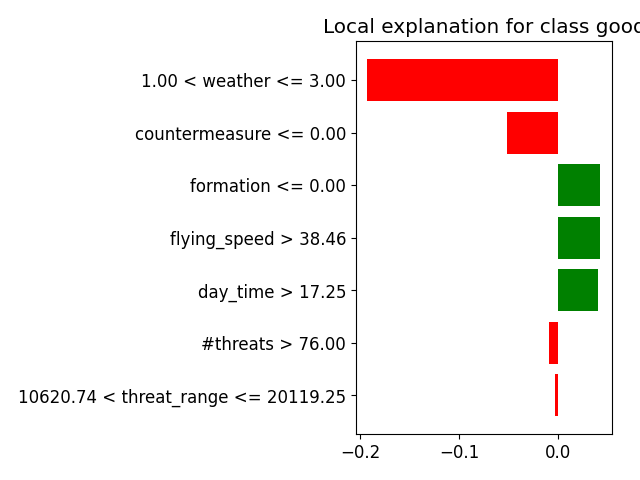 Local explanation for class good
1.00 < weather <= 3.00
countermeasure <= 0.00
formation <= 0.00
flying_speed > 38.46
day_time > 17.25
#threats > 76.00
10620.74 < threat_range <= 20119.25
−0.2 −0.1 0.0